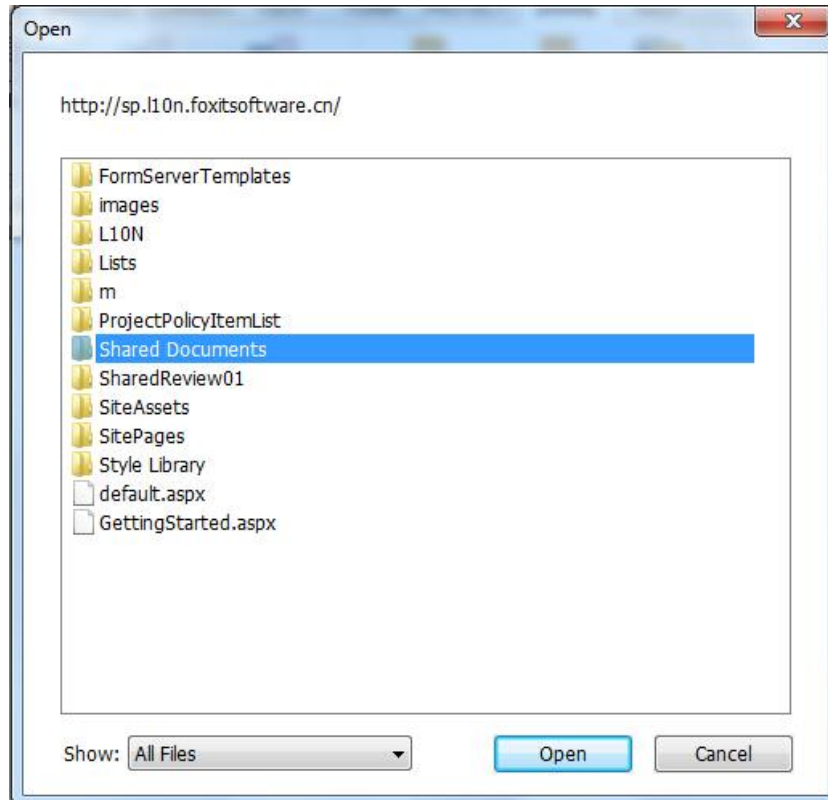 Open
http://sp.l10n.foxitsoftware.cn/
FormServerTemplates
images
L10N
Lists
m
ProjectPolicyItemList
Shared Documents
SharedReview01
SiteAssets
SitePages
Style Library
default.aspx
GettingStarted.aspx
Show: All Files Open Cancel